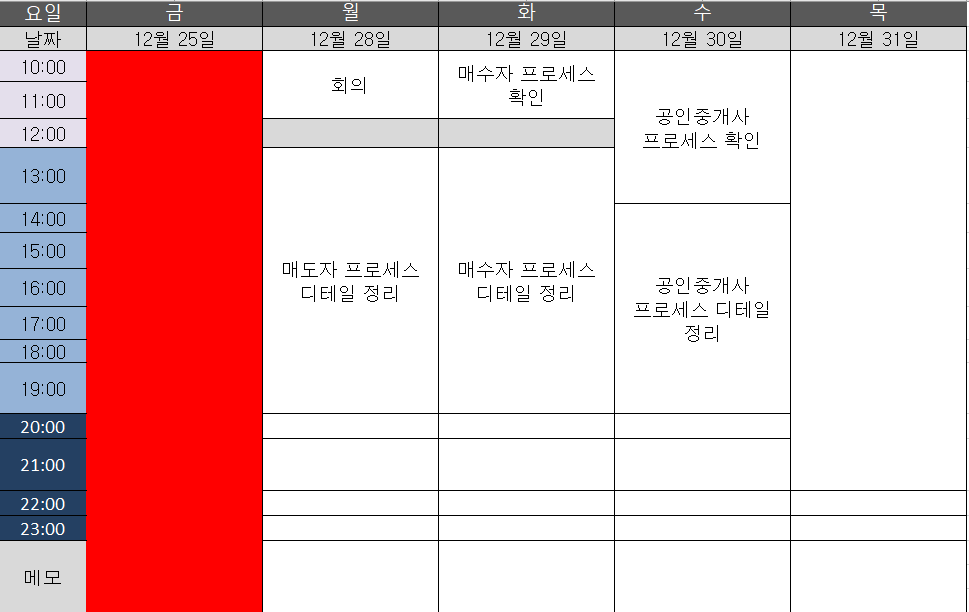 요일 금 월 화 수 목
날짜 12월 25일 12월 28일 12월 29일 12월 30일 12월 31일
10:00
11:00
12:00
13:00
14:00
15:00
16:00
17:00
18:00
19:00
20:00
21:00
22:00
23:00
메모
회의
매도자 프로세스
디테일 정리
매수자 프로세스
확인
매수자 프로세스
디테일 정리
공인중개사
프로세스 확인
공인중개사
프로세스 디테일
정리